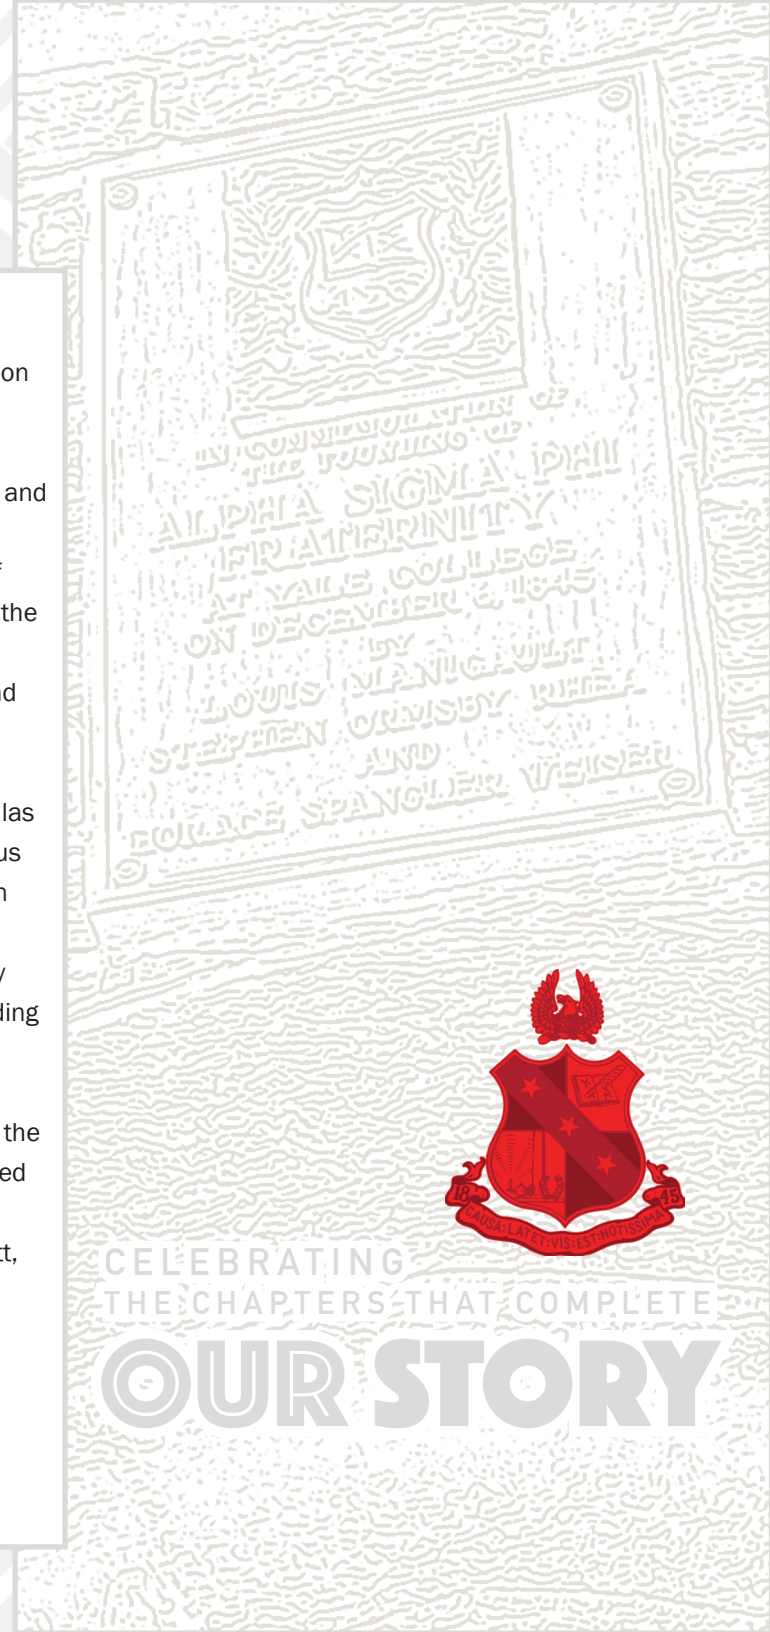 on
and
f
the
nd
las
us
n
y
ding
the
ed
tt,
IN COMMEMORATION OF
THE FOUNDING OF
ALPHA SIGMA PHI
FRATERNITY
AT YALE COLLEGE
ON DECEMBER 6, 1845
BY
LOUIS MANIGAULT
STEPHEN ORMSBY RHEA
AND
HORACE SPANGLER WEISER
18 45
CAUSA:LATET:VIS:EST:NOTISSIMA
CELEBRATING
THE CHAPTERS THAT COMPLETE
OUR STORY